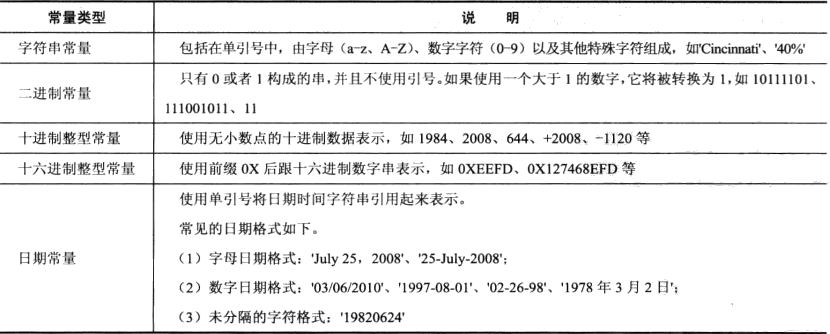 常量类型 说 明
字符串常量 包括在单引号中，由字母（a-z、A-Z）、数字字符（0-9）以及其他特殊字符组成，如'Cincinnati'、'40%'
二进制常量 只有 0 或者 1 构成的串，并且不使用引号。如果使用一个大于 1 的数字，它将被转换为 1，如 10111101、
111001011、11
十进制整型常量 使用无小数点的十进制数据表示，如 1984、2008、644、+2008、-1120 等
十六进制整型常量 使用前缀 0X 后跟十六进制数字串表示，如 0XEEFD、0X127468EFD 等
日期常量 使用单引号将日期时间字符串引用起来表示。
常见的日期格式如下。
（1）字母日期格式：'July 25，2008'、'25-July-2008'；
（2）数字日期格式：'03/06/2010'、'1997-08-01'、'02-26-98'、'1978 年 3 月 2 日'；
（3）未分隔的字符格式：'19820624'